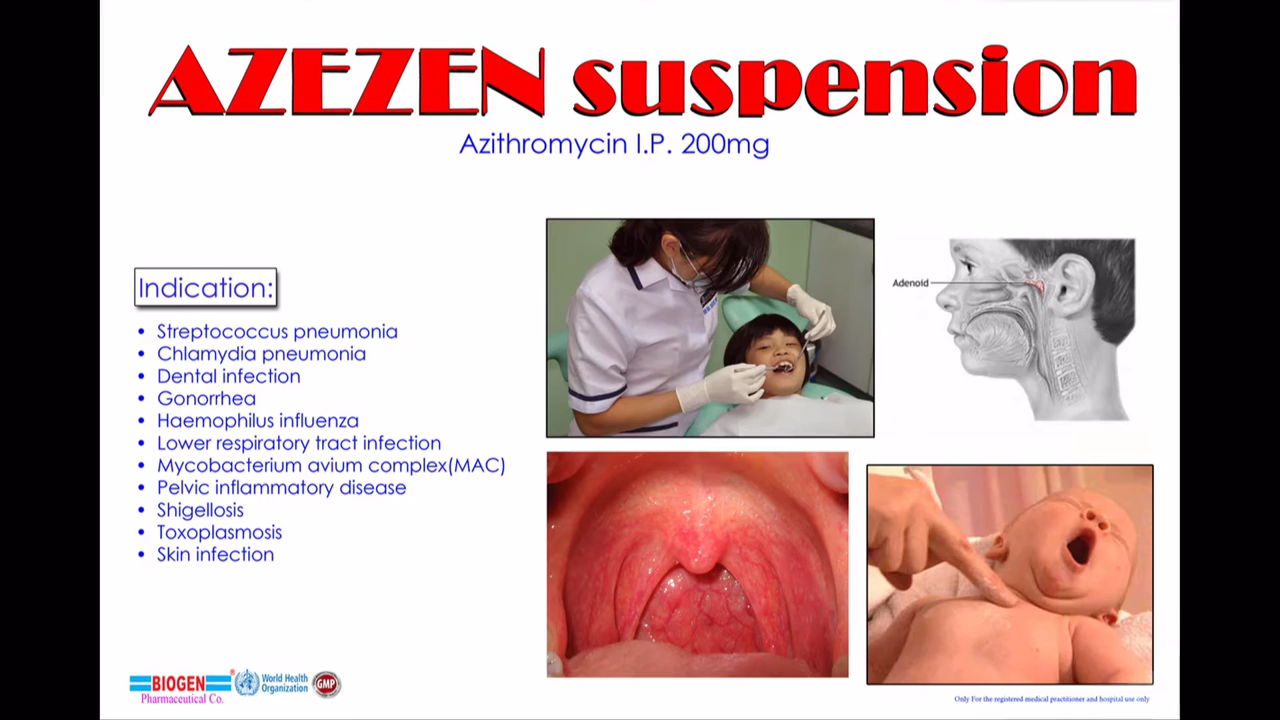 AZEZEN suspension
Azithromycin I.P. 200mg
Indication:
• Streptococcus pneumonia
• Chlamydia pneumonia
• Dental infection
• Gonorrhea
• Haemophilus influenza
• Lower respiratory tract infection
• Mycobacterium avium complex(MAC)
• Pelvic inflammatory disease
• Shigellosis
• Toxoplasmosis
• Skin infection
Adenoid
BIOGEN
Pharmaceutical Co.
World Health
Organization
GMP
Only For the registered medical practitioner and hospital use only